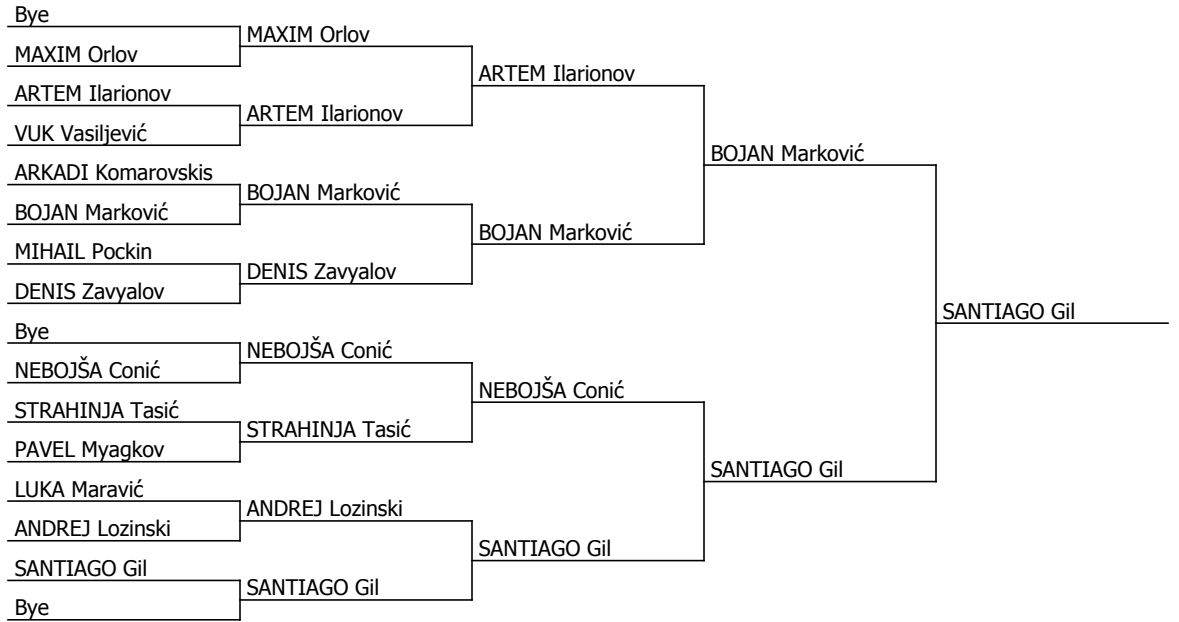 Bye
MAXIM Orlov
ARTEM Ilarionov
VUK Vasiljević
ARKADI Komarovskis
BOJAN Marković
MIHAIL Pockin
DENIS Zavyalov
Bye
NEBOJŠA Conić
STRAHINJA Tasić
PAVEL Myagkov
LUKA Maravić
ANDREJ Lozinski
SANTIAGO Gil
Bye
MAXIM Orlov
ARTEM Ilarionov
BOJAN Marković
DENIS Zavyalov
NEBOJŠA Conić
STRAHINJA Tasić
ANDREJ Lozinski
SANTIAGO Gil
ARTEM Ilarionov
BOJAN Marković
NEBOJŠA Conić
SANTIAGO Gil
BOJAN Marković
SANTIAGO Gil
SANTIAGO Gil